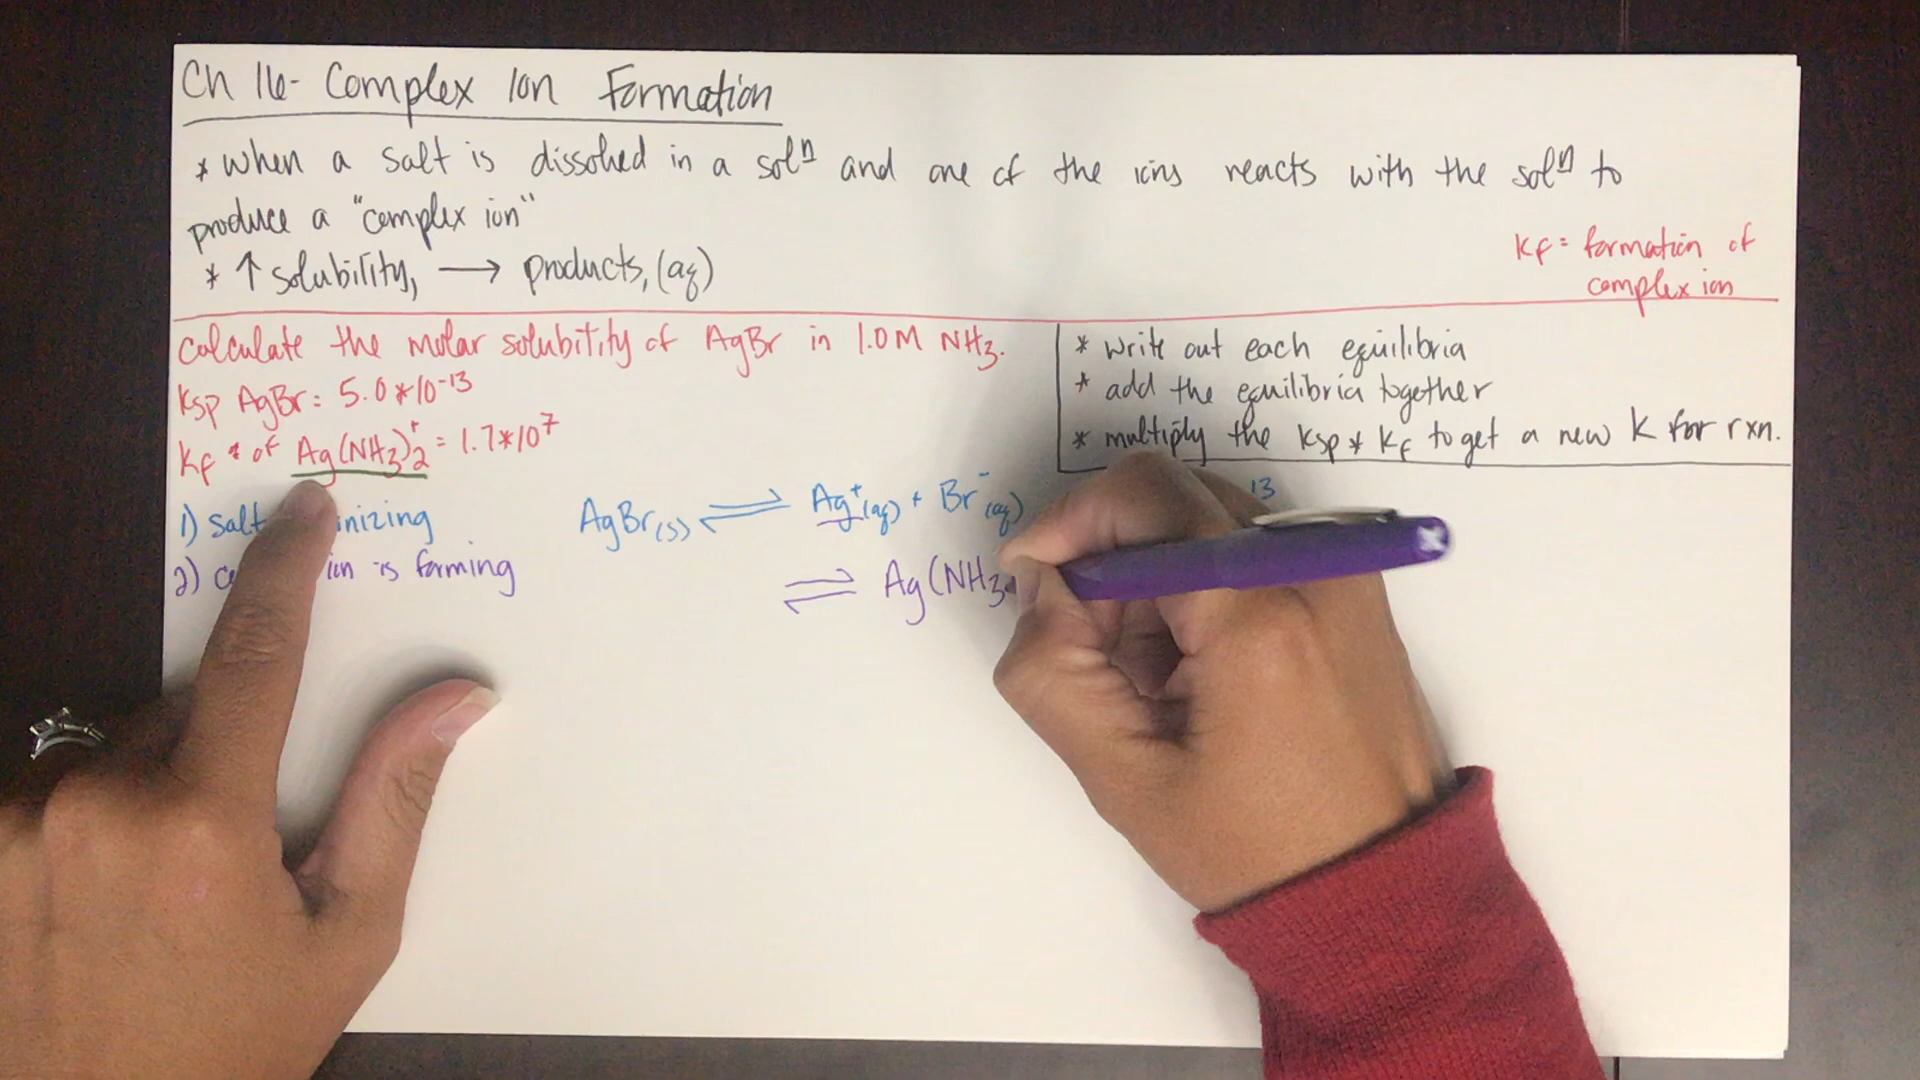 Ch 16- Complex Ion Formation
* When a salt is dissolved in a solⁿ and one of the ions reacts with the solⁿ to
produce a "complex ion"
* ↑ solubility, → products, (aq)
Kf = formation of
complex ion
Calculate the molar solubility of AgBr in 1.0M NH₃.
Ksp AgBr = 5.0*10⁻¹³
Kf * of Ag(NH₃)₂⁺ = 1.7*10⁷
* Write out each equilibria
* add the equilibria together
* multiply the Ksp * Kf to get a new K for rxn.
1) Salt nizing
AgBr(s) ⇌ Ag⁺(aq) + Br⁻(aq)
13
2) ion is forming
⇌ Ag(NH₃